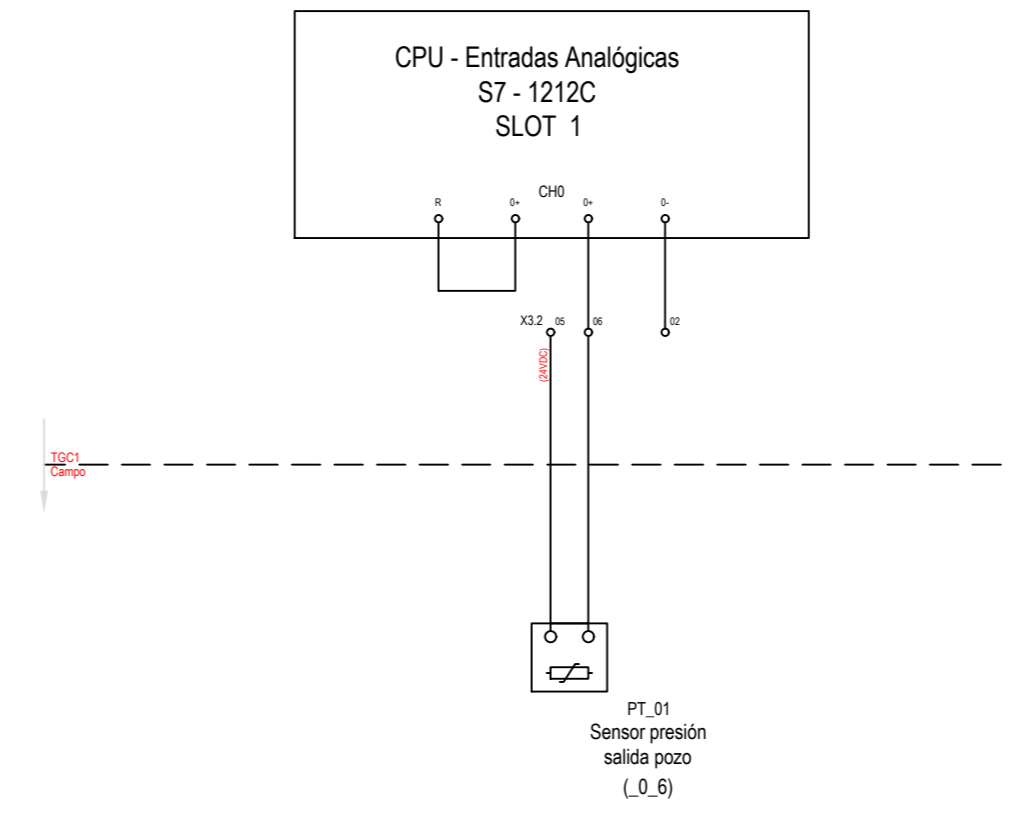 CPU - Entradas Analógicas
S7 - 1212C
SLOT 1
CH0
R
0+
0+
0-
X3.2
05
06
02
(24VDC)
TGC1
Campo
PT_01
Sensor presión
salida pozo
(_0_6)